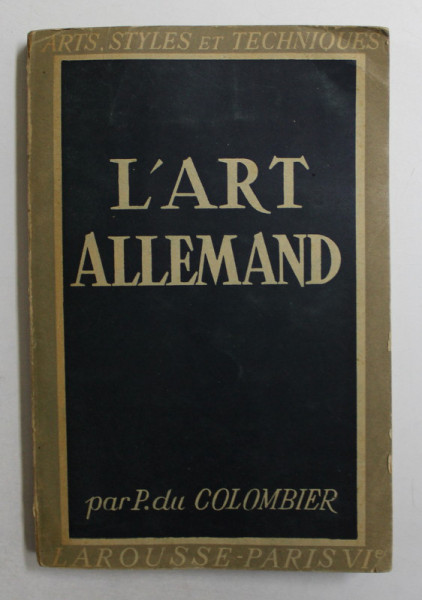 ARTS, STYLES ET TECHNIQUES
L'ART
ALLEMAND
par P. du COLOMBIER
LAROUSSE-PARIS VIe